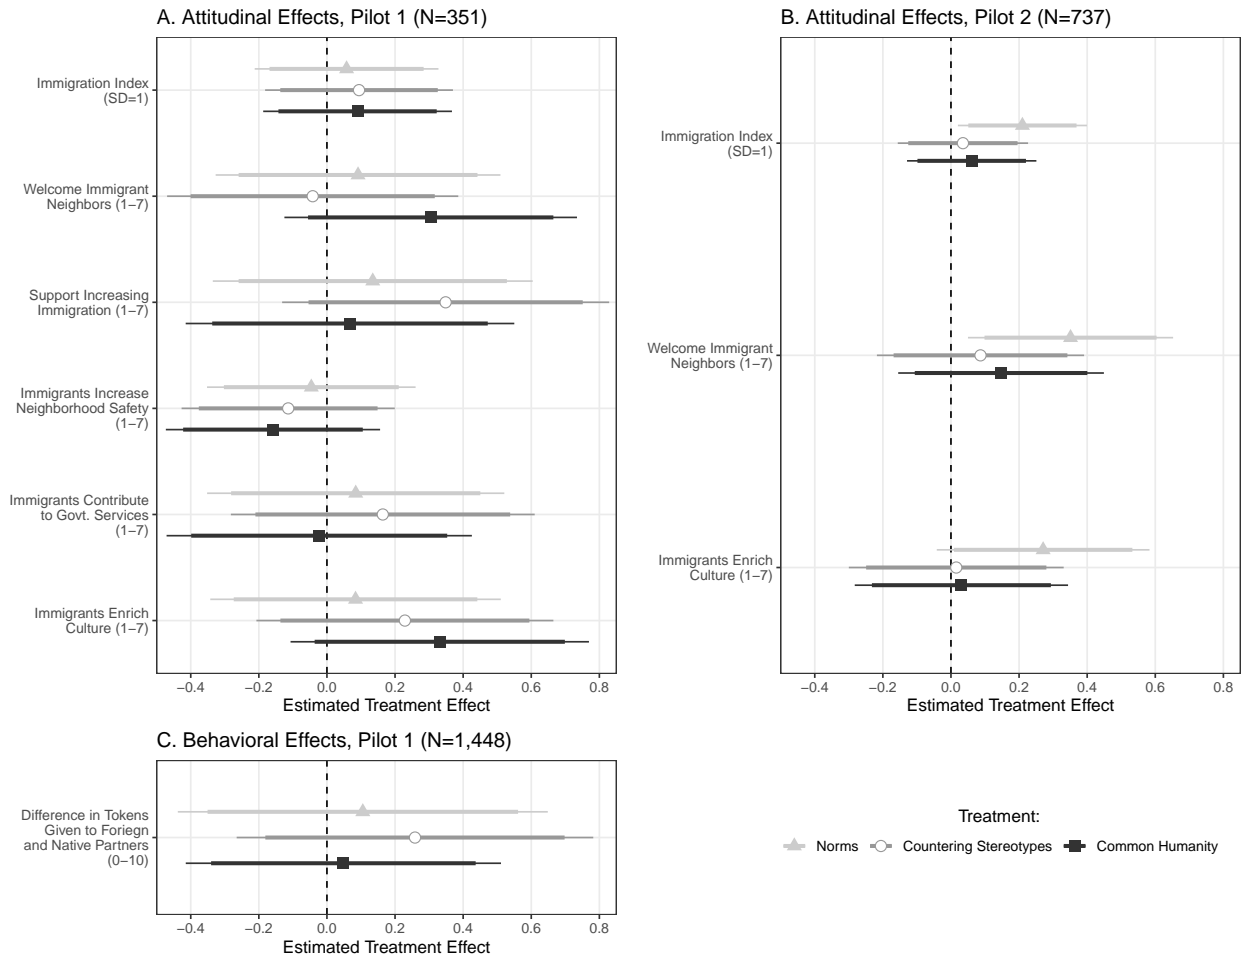 A. Attitudinal Effects, Pilot 1 (N=351)
Immigration Index
(SD=1)
Welcome Immigrant
Neighbors (1−7)
Support Increasing
Immigration (1−7)
Immigrants Increase
Neighborhood Safety
(1−7)
Immigrants Contribute
to Govt. Services
(1−7)
Immigrants Enrich
Culture (1−7)
−0.4 −0.2 0.0 0.2 0.4 0.6 0.8
Estimated Treatment Effect
B. Attitudinal Effects, Pilot 2 (N=737)
Immigration Index
(SD=1)
Welcome Immigrant
Neighbors (1−7)
Immigrants Enrich
Culture (1−7)
−0.4 −0.2 0.0 0.2 0.4 0.6 0.8
Estimated Treatment Effect
C. Behavioral Effects, Pilot 1 (N=1,448)
Difference in Tokens
Given to Foriegn
and Native Partners
(0−10)
−0.4 −0.2 0.0 0.2 0.4 0.6 0.8
Estimated Treatment Effect
Treatment:
Norms Countering Stereotypes Common Humanity